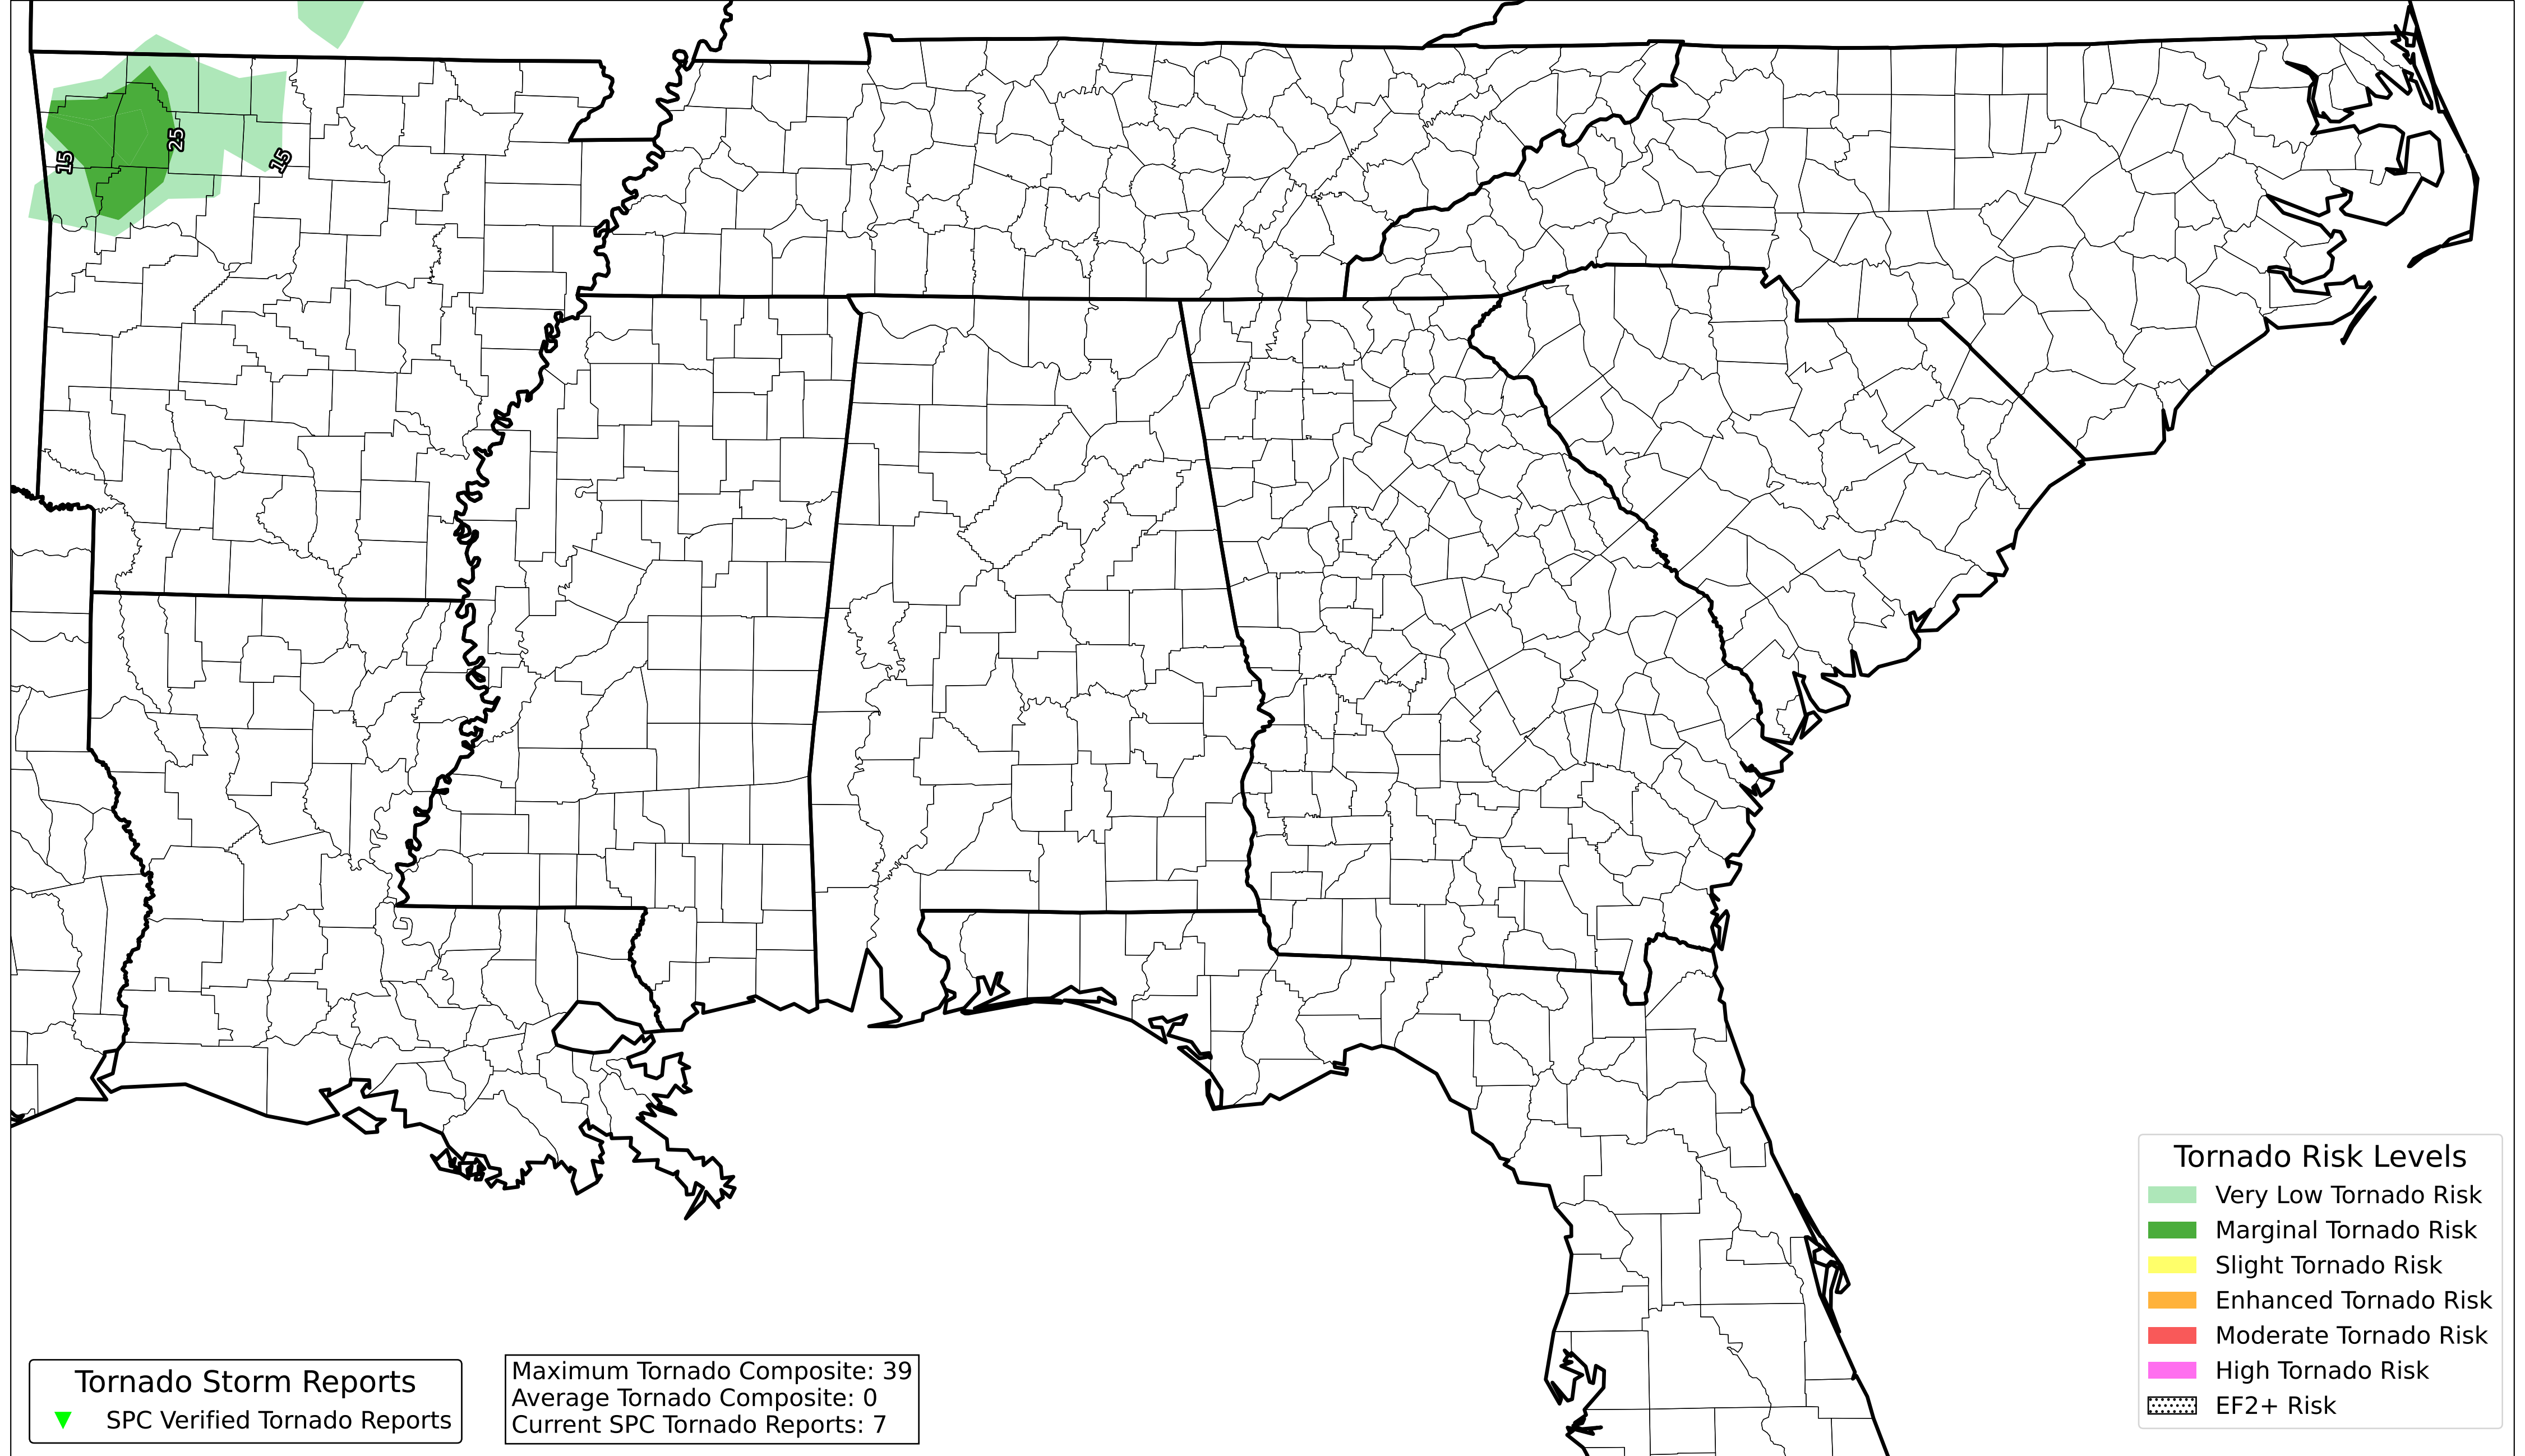 15
25
15
Tornado Storm Reports
SPC Verified Tornado Reports
Maximum Tornado Composite: 39
Average Tornado Composite: 0
Current SPC Tornado Reports: 7
Tornado Risk Levels
Very Low Tornado Risk
Marginal Tornado Risk
Slight Tornado Risk
Enhanced Tornado Risk
Moderate Tornado Risk
High Tornado Risk
EF2+ Risk